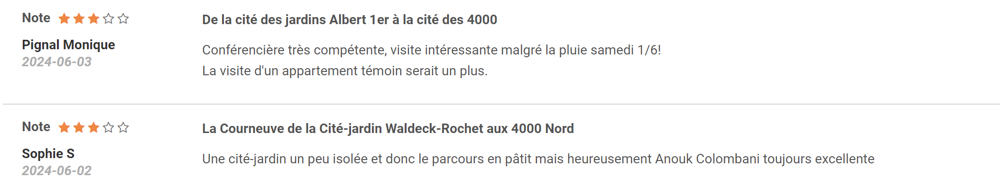 Note
De la cité des jardins Albert 1er à la cité des 4000
Pignal Monique
2024-06-03
Conférencière très compétente, visite intéressante malgré la pluie samedi 1/6!
La visite d'un appartement témoin serait un plus.
Note
La Courneuve de la Cité-jardin Waldeck-Rochet aux 4000 Nord
Sophie S
2024-06-02
Une cité-jardin un peu isolée et donc le parcours en pâtit mais heureusement Anouk Colombani toujours excellente